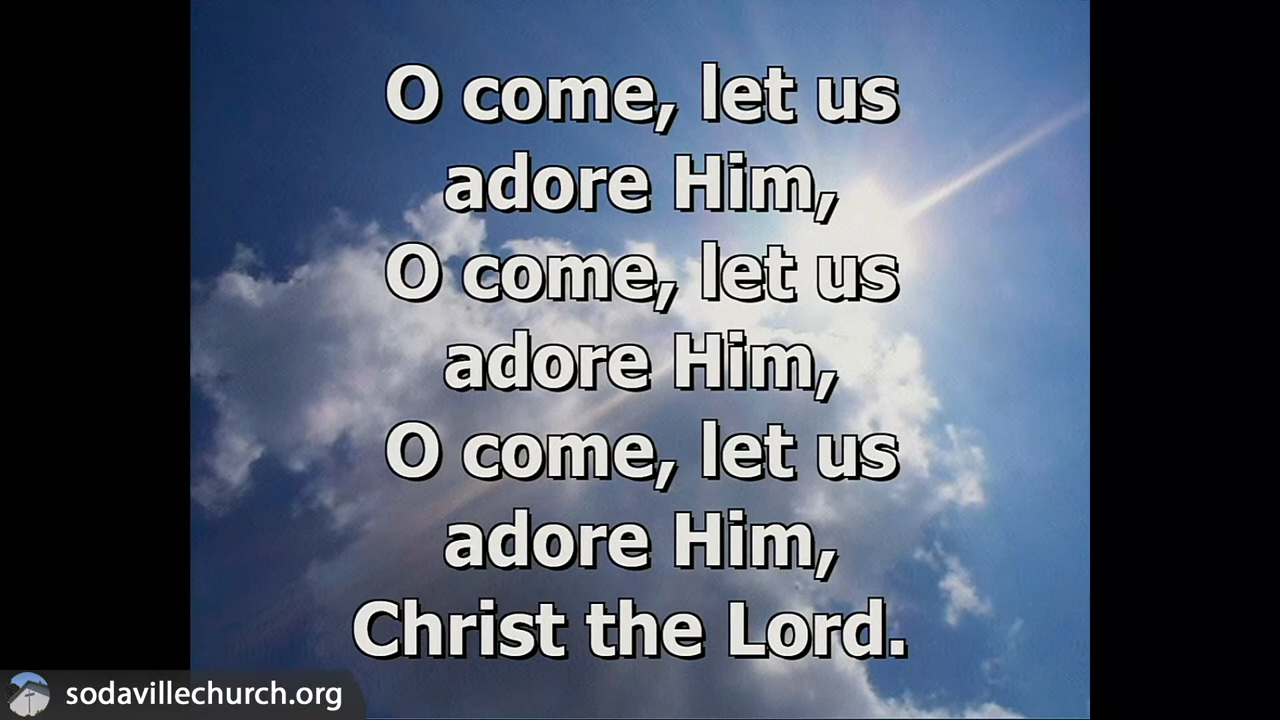 O come, let us
adore Him,
O come, let us
adore Him,
O come, let us
adore Him,
Christ the Lord.
sodavillechurch.org